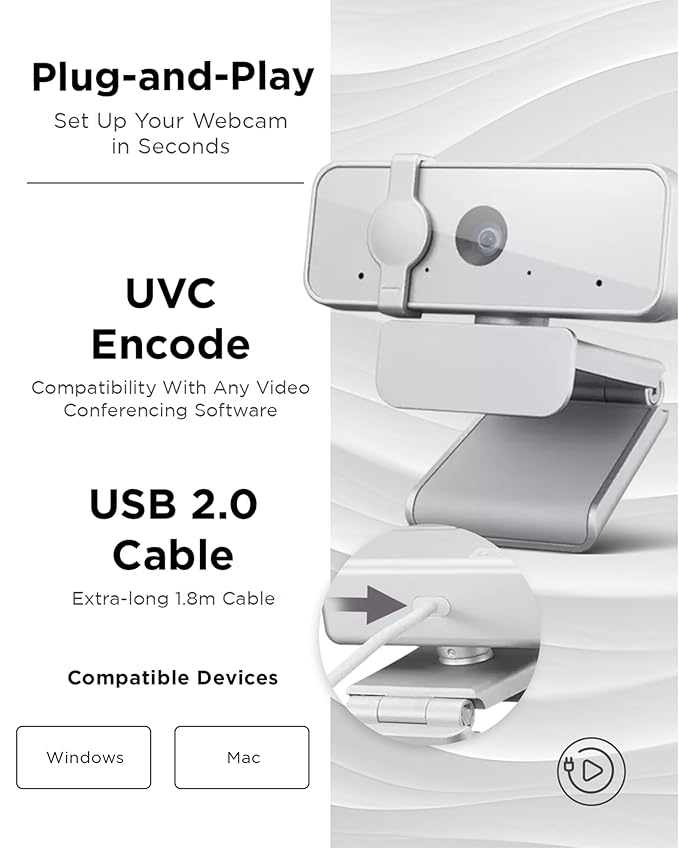 Plug-and-Play
Set Up Your Webcam
in Seconds
UVC
Encode
Compatibility With Any Video
Conferencing Software
USB 2.0
Cable
Extra-long 1.8m Cable
Compatible Devices
Windows
Mac